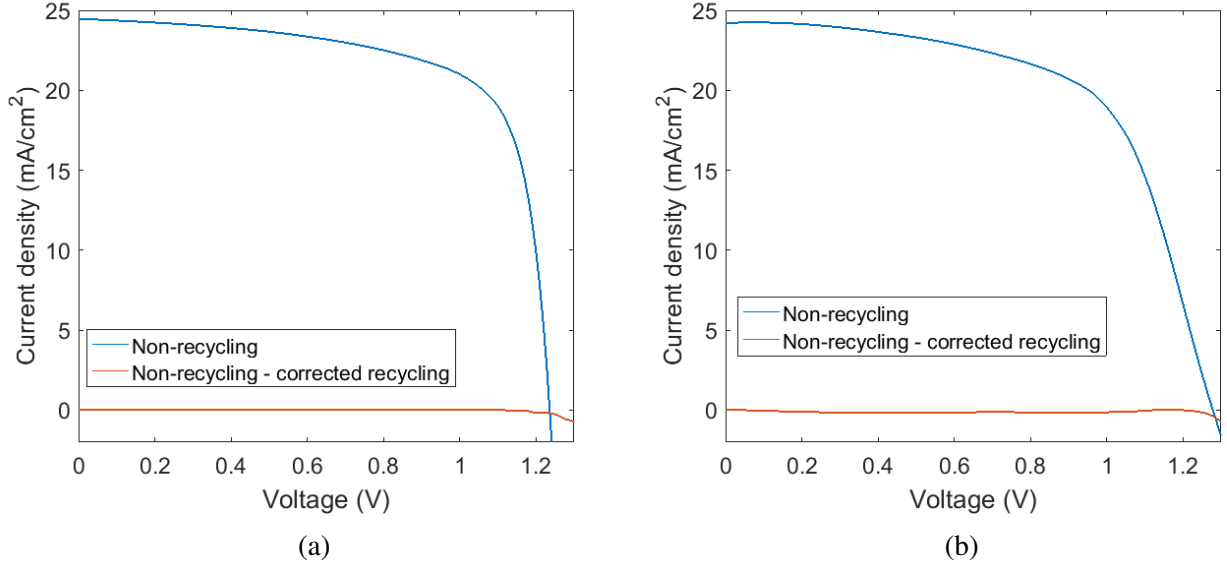 25
20
15
10
5
0
Current density (mA/cm²)
Non-recycling
Non-recycling - corrected recycling
0 0.2 0.4 0.6 0.8 1 1.2
Voltage (V)
(a)
25
20
15
10
5
0
Current density (mA/cm²)
Non-recycling
Non-recycling - corrected recycling
0 0.2 0.4 0.6 0.8 1 1.2
Voltage (V)
(b)